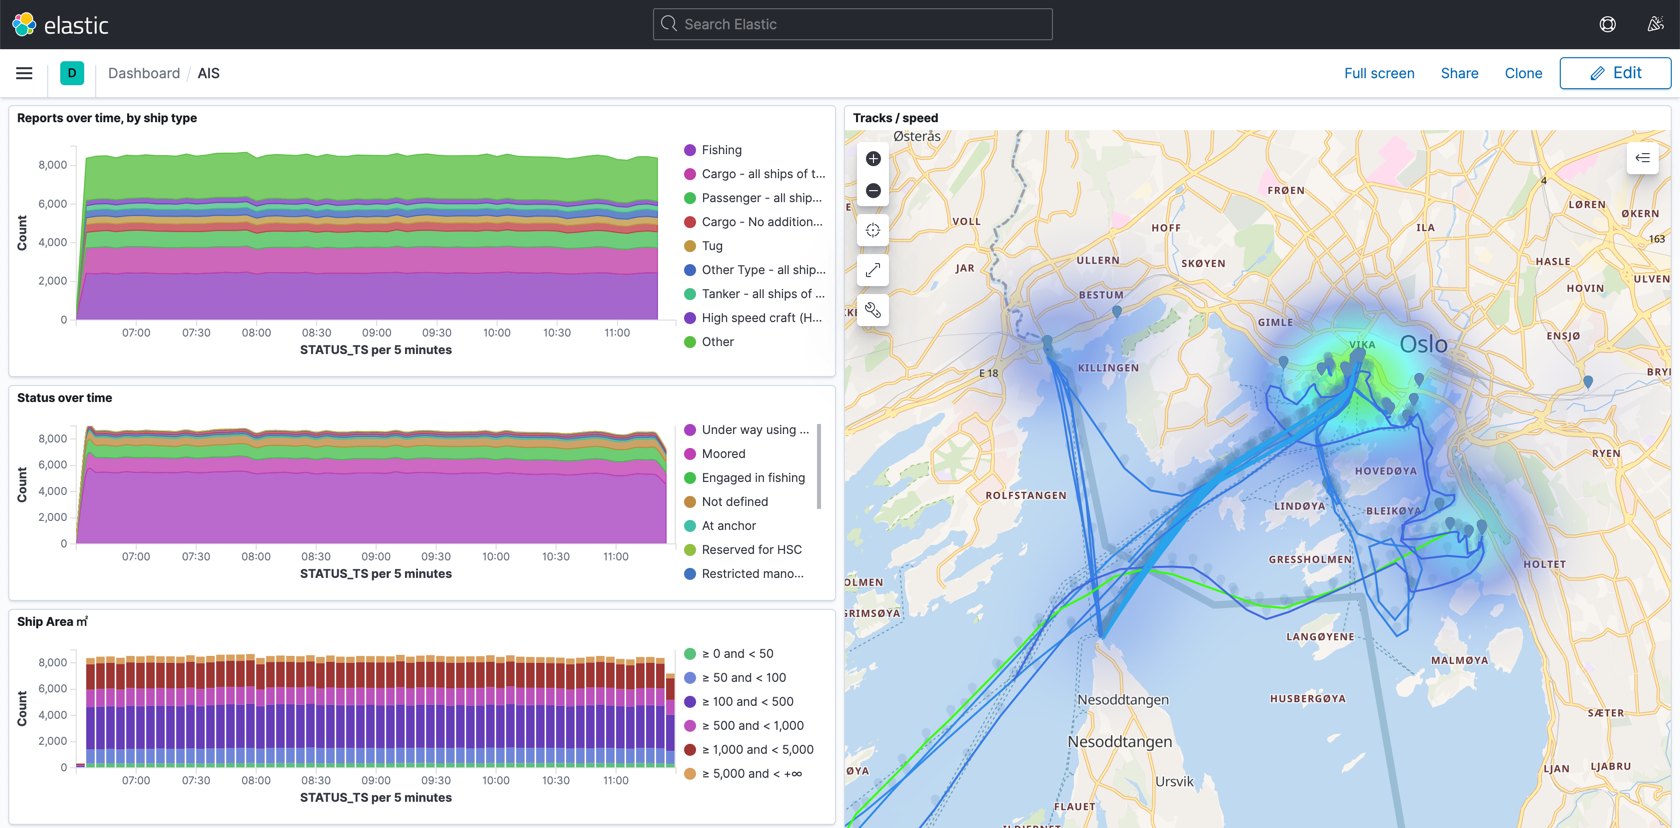 elastic
Search Elastic
D
Dashboard / AIS
Full screen
Share
Clone
Edit
Reports over time, by ship type
8,000
6,000
4,000
2,000
0
Count
07:00 07:30 08:00 08:30 09:00 09:30 10:00 10:30 11:00
STATUS_TS per 5 minutes
Fishing
Cargo - all ships of t...
Passenger - all ship...
Cargo - No addition...
Tug
Other Type - all ship...
Tanker - all ships of ...
High speed craft (H...
Other
Status over time
8,000
6,000
4,000
2,000
0
Count
07:00 07:30 08:00 08:30 09:00 09:30 10:00 10:30 11:00
STATUS_TS per 5 minutes
Under way using ...
Moored
Engaged in fishing
Not defined
At anchor
Reserved for HSC
Restricted mano...
Ship Area ㎡
8,000
6,000
4,000
2,000
0
Count
07:00 07:30 08:00 08:30 09:00 09:30 10:00 10:30 11:00
STATUS_TS per 5 minutes
≥ 0 and < 50
≥ 50 and < 100
≥ 100 and < 500
≥ 500 and < 1,000
≥ 1,000 and < 5,000
≥ 5,000 and < +∞
Tracks / speed
Østerås
4
FRØEN
LØREN
ØKERN
VOLL
HOFF
ILA
163
ULLERN
SKØYEN
HASLE
JAR
ULVEN
HOVIN
BESTUM
GIMLE
ENSJØ
VIKA
Oslo
E 18
KILLINGEN
BRY
RYEN
HOVEDØYA
ROLFSTANGEN
LINDØYA
BLEIKØYA
GRESSHOLMEN
HOLTET
OLMEN
GRIMSØYA
LANGØYENE
MALMØYA
Nesoddtangen
HUSBERGØYA
SÆTER
Nesoddtangen
ØYA
Ursvik
LJAN
LJABRU
FLAUET